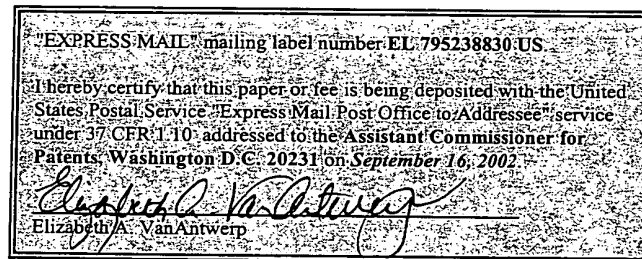 "EXPRESS MAIL" mailing label number EL 795238830 US
I hereby certify that this paper or fee is being deposited with the United
States Postal Service "Express Mail Post Office to Addressee" service
under 37 CFR 1.10 addressed to the Assistant Commissioner for
Patents, Washington D.C. 20231 on September 16, 2002
Elizabeth A. VanAntwerp
Elizabeth A. VanAntwerp